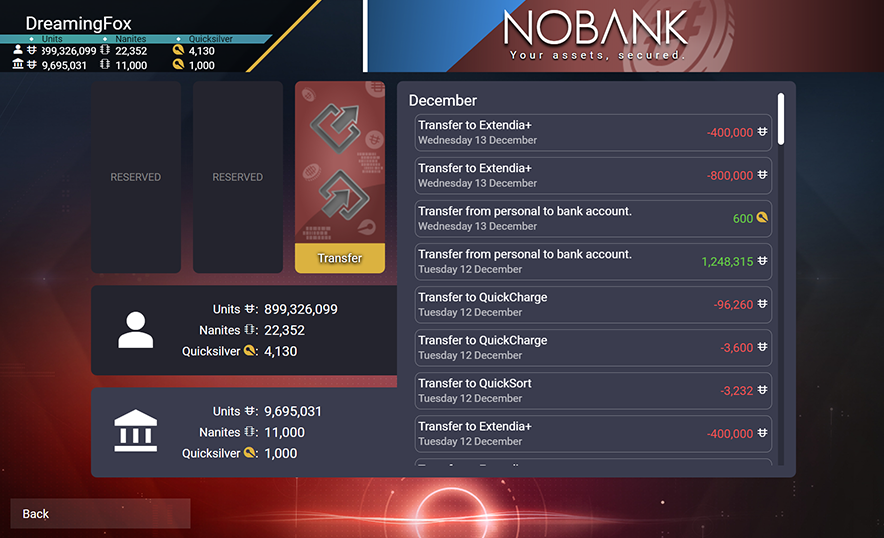 DreamingFox
Units Nanites Quicksilver
899,326,099 22,352 4,130
9,695,031 11,000 1,000
NOBANK
Your assets, secured.
RESERVED
RESERVED
Transfer
Units : 899,326,099
Nanites : 22,352
Quicksilver : 4,130
Units : 9,695,031
Nanites : 11,000
Quicksilver : 1,000
December
Transfer to Extendia+
Wednesday 13 December
-400,000
Transfer to Extendia+
Wednesday 13 December
-800,000
Transfer from personal to bank account.
Wednesday 13 December
600
Transfer from personal to bank account.
Tuesday 12 December
1,248,315
Transfer to QuickCharge
Tuesday 12 December
-96,260
Transfer to QuickCharge
Tuesday 12 December
-3,600
Transfer to QuickSort
Tuesday 12 December
-3,232
Transfer to Extendia+
Tuesday 12 December
-400,000
Back